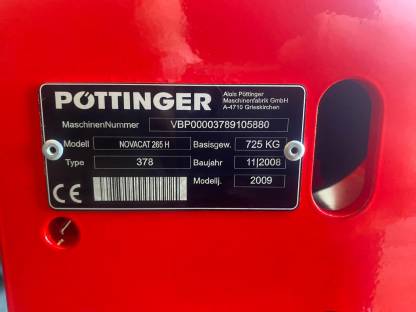 PÖTTINGER
Alois Pöttinger
Maschinenfabrik GmbH
A-4710 Grieskirchen
MaschinenNummer VBP00003789105880
Modell NOVACAT 265 H Basisgew. 725 KG
Type 378 Baujahr 11|2008
CE Modellj. 2009